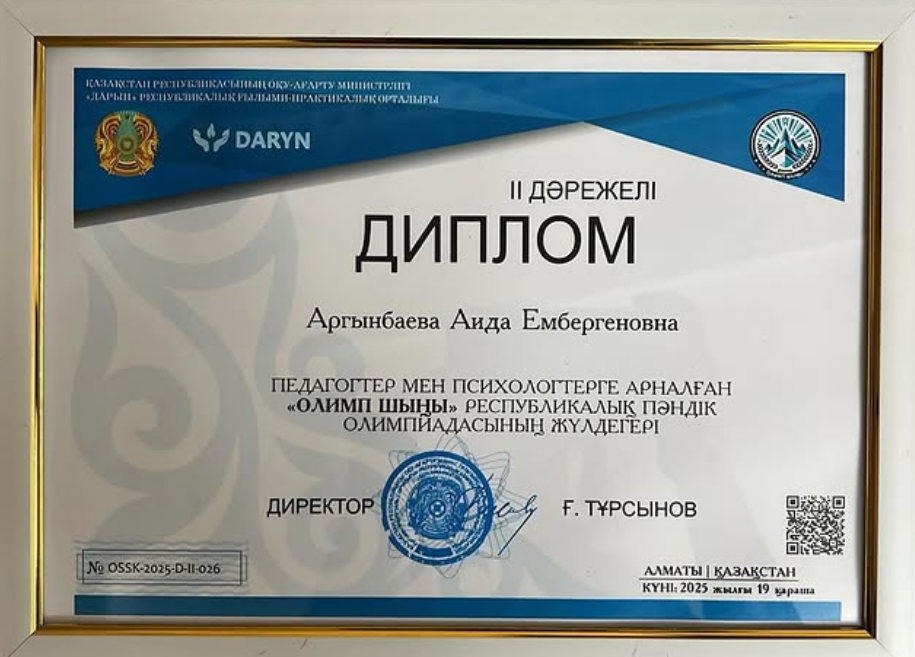 ҚАЗАҚСТАН РЕСПУБЛИКАСЫНЫҢ ОҚУ-АҒАРТУ МИНИСТРЛІГІ
«ДАРЫН» РЕСПУБЛИКАЛЫҚ ҒЫЛЫМИ-ПРАКТИКАЛЫҚ ОРТАЛЫҒЫ
DARYN
II ДӘРЕЖЕЛІ
ДИПЛОМ
Аргынбаева Аида Ембергеновна
ПЕДАГОГТЕР МЕН ПСИХОЛОГТЕРГЕ АРНАЛҒАН
«ОЛИМП ШЫҢЫ» РЕСПУБЛИКАЛЫҚ ПӘНДІК
ОЛИМПИАДАСЫНЫҢ ЖҮЛДЕГЕРІ
ДИРЕКТОР Ғ. ТҰРСЫНОВ
№ OSSK-2025-D-II-026
АЛМАТЫ | ҚАЗАҚСТАН
КҮНІ: 2025 жылғы 19 қараша